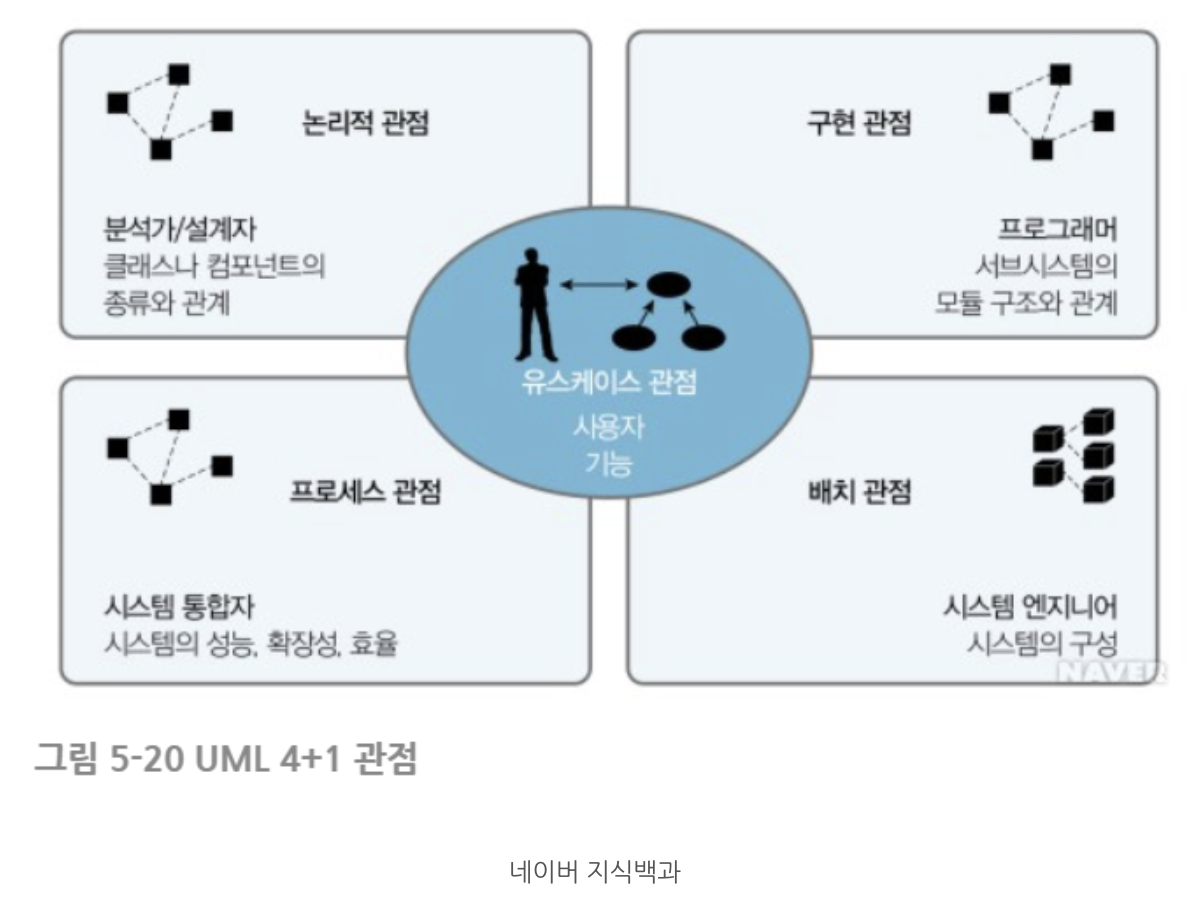 논리적 관점
분석가/설계자
클래스나 컴포넌트의
종류와 관계
구현 관점
프로그래머
서브시스템의
모듈 구조와 관계
유스케이스 관점
사용자
기능
프로세스 관점
시스템 통합자
시스템의 성능, 확장성, 효율
배치 관점
시스템 엔지니어
시스템의 구성
NAVER
그림 5-20 UML 4+1 관점
네이버 지식백과